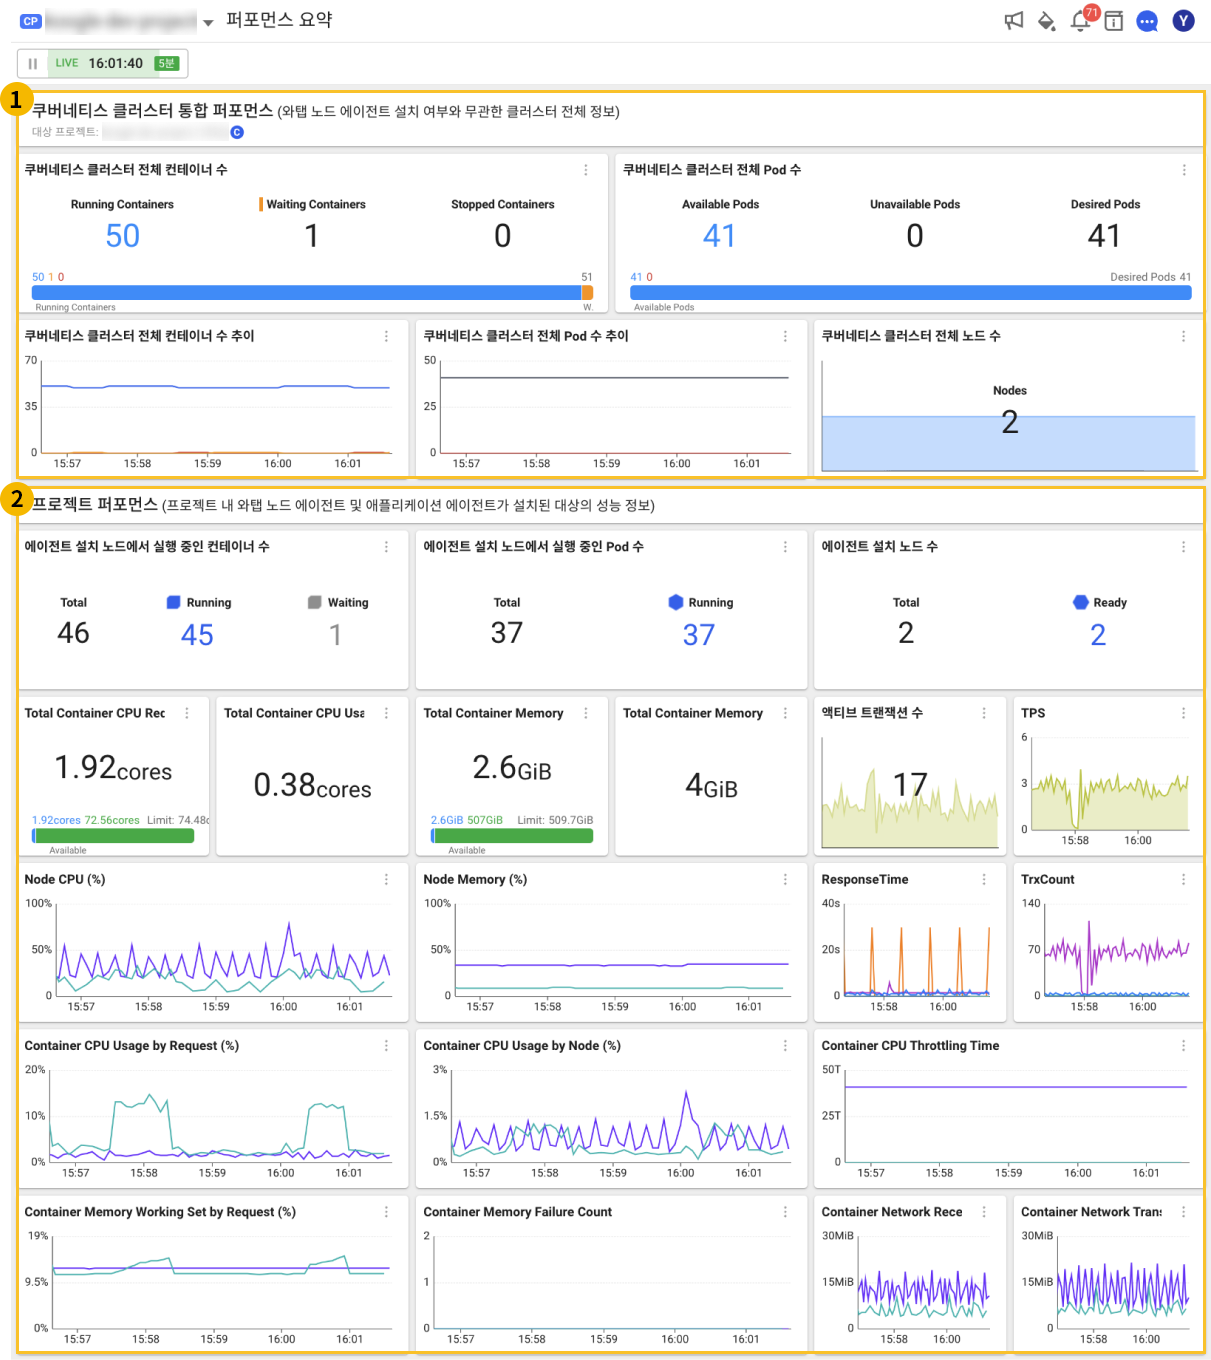 CP
퍼포먼스 요약
71
Y
LIVE 16:01:40 5분
1
쿠버네티스 클러스터 통합 퍼포먼스 (와탭 노드 에이전트 설치 여부와 무관한 클러스터 전체 정보)
대상 프로젝트:
C
쿠버네티스 클러스터 전체 컨테이너 수
Running Containers Waiting Containers Stopped Containers
50 1 0
50 1 0 51
Running Containers W.
쿠버네티스 클러스터 전체 Pod 수
Available Pods Unavailable Pods Desired Pods
41 0 41
41 0 Desired Pods 41
Available Pods
쿠버네티스 클러스터 전체 컨테이너 수 추이
70
35
0
15:57 15:58 15:59 16:00 16:01
쿠버네티스 클러스터 전체 Pod 수 추이
50
25
0
15:57 15:58 15:59 16:00 16:01
쿠버네티스 클러스터 전체 노드 수
Nodes
2
2
프로젝트 퍼포먼스 (프로젝트 내 와탭 노드 에이전트 및 애플리케이션 에이전트가 설치된 대상의 성능 정보)
에이전트 설치 노드에서 실행 중인 컨테이너 수
Total Running Waiting
46 45 1
에이전트 설치 노드에서 실행 중인 Pod 수
Total Running
37 37
에이전트 설치 노드 수
Total Ready
2 2
Total Container CPU Rec
1.92cores
1.92cores 72.56cores Limit: 74.48c
Available
Total Container CPU Usa
0.38cores
Total Container Memory
2.6GiB
2.6GiB 507GiB Limit: 509.7GiB
Available
Total Container Memory
4GiB
액티브 트랜잭션 수
17
TPS
6
3
0
15:58 16:00
Node CPU (%)
100%
50%
0
15:57 15:58 15:59 16:00 16:01
Node Memory (%)
100%
50%
0
15:57 15:58 15:59 16:00 16:01
ResponseTime
40s
20s
0
15:58 16:00
TrxCount
140
70
0
15:58 16:00
Container CPU Usage by Request (%)
20%
10%
0%
15:57 15:58 15:59 16:00 16:01
Container CPU Usage by Node (%)
3%
1.5%
0%
15:57 15:58 15:59 16:00 16:01
Container CPU Throttling Time
50T
25T
0
15:57 15:58 15:59 16:00 16:01
Container Memory Working Set by Request (%)
19%
9.5%
0%
15:57 15:58 15:59 16:00 16:01
Container Memory Failure Count
2
1
0
15:57 15:58 15:59 16:00 16:01
Container Network Rece
30MiB
15MiB
0
15:58 16:00
Container Network Trans
30MiB
15MiB
0
15:58 16:00